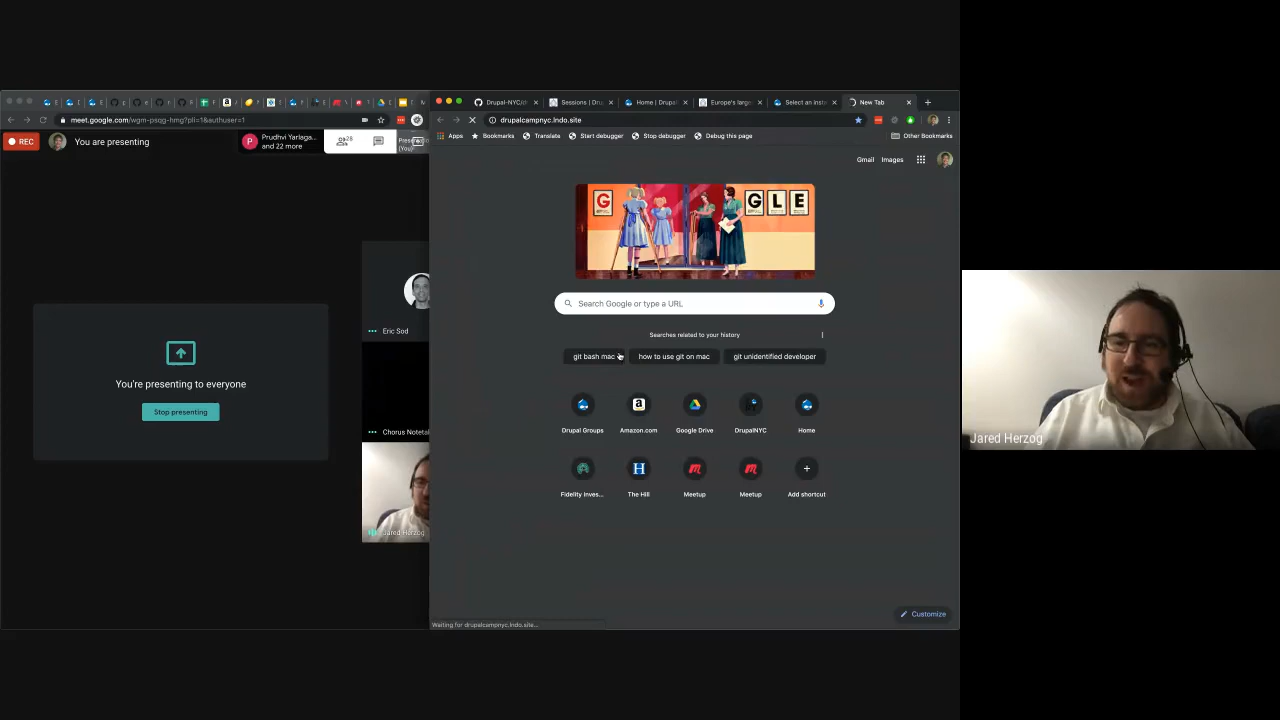 Drupal-NYC/dr
Sessions | Dru
Home | Drupal
Europe's large
Select an inst
New Tab
meet.google.com/wgm-psqg-hmg?pli=1&authuser=1
drupalcampnyc.lndo.site
Apps
Bookmarks
Translate
Start debugger
Stop debugger
Debug this page
Other Bookmarks
REC
You are presenting
Prudhvi Yarlaga...
and 22 more
28
(You)
Gmail
Images
G
G L E
Search Google or type a URL
Searches related to your history
git bash mac
how to use git on mac
git unidentified developer
You're presenting to everyone
Stop presenting
Eric Sod
Chorus Notetak
Jared Herzog
Drupal Groups
Amazon.com
Google Drive
DrupalNYC
Home
Fidelity Inves...
The Hill
Meetup
Meetup
Add shortcut
Customize
Waiting for drupalcampnyc.lndo.site...
Jared Herzog